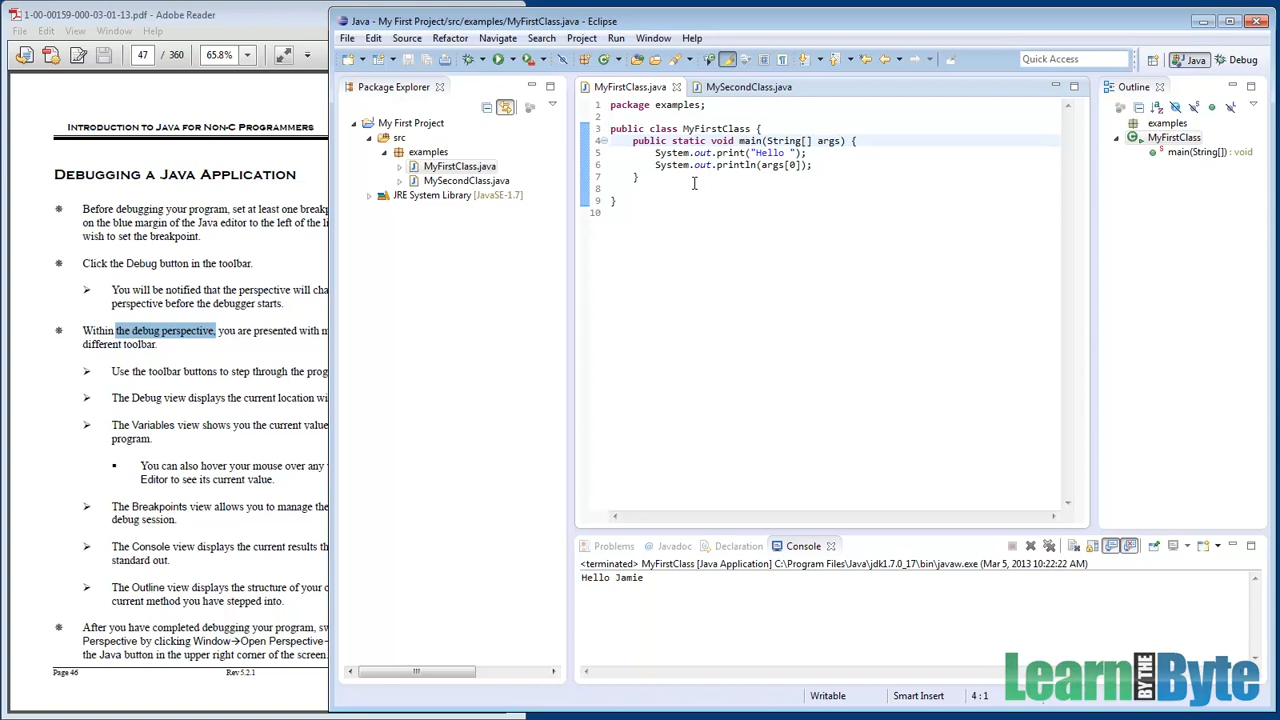 1-00-00159-000-03-01-13.pdf - Adobe Reader
File Edit View Window Help
47 / 360 65.8%
INTRODUCTION TO JAVA FOR NON-C PROGRAMMERS
DEBUGGING A JAVA APPLICATION
Before debugging your program, set at least one breakp
on the blue margin of the Java editor to the left of the li
wish to set the breakpoint.
Click the Debug button in the toolbar.
You will be notified that the perspective will cha
perspective before the debugger starts.
Within the debug perspective, you are presented with m
different toolbar.
Use the toolbar buttons to step through the prog
The Debug view displays the current location wi
The Variables view shows you the current value
program.
You can also hover your mouse over any
Editor to see its current value.
The Breakpoints view allows you to manage the
debug session.
The Console view displays the current results th
standard out.
The Outline view displays the structure of your c
current method you have stepped into.
After you have completed debugging your program, sw
Perspective by clicking Window→Open Perspective→
the Java button in the upper right corner of the screen.
Page 46 Rev 5.2.1
Java - My First Project/src/examples/MyFirstClass.java - Eclipse
File Edit Source Refactor Navigate Search Project Run Window Help
Quick Access Java Debug
Package Explorer
My First Project
src
examples
MyFirstClass.java
MySecondClass.java
JRE System Library [JavaSE-1.7]
MyFirstClass.java MySecondClass.java
1 package examples;
2
3 public class MyFirstClass {
4 public static void main(String[] args) {
5 System.out.print("Hello ");
6 System.out.println(args[0]);
7 }
8
9 }
10
Outline
examples
MyFirstClass
main(String[]) : void
Problems Javadoc Declaration Console
<terminated> MyFirstClass [Java Application] C:\Program Files\Java\jdk1.7.0_17\bin\javaw.exe (Mar 5, 2013 10:22:22 AM)
Hello Jamie
Writable Smart Insert 4 : 1
Learn BY THE Byte